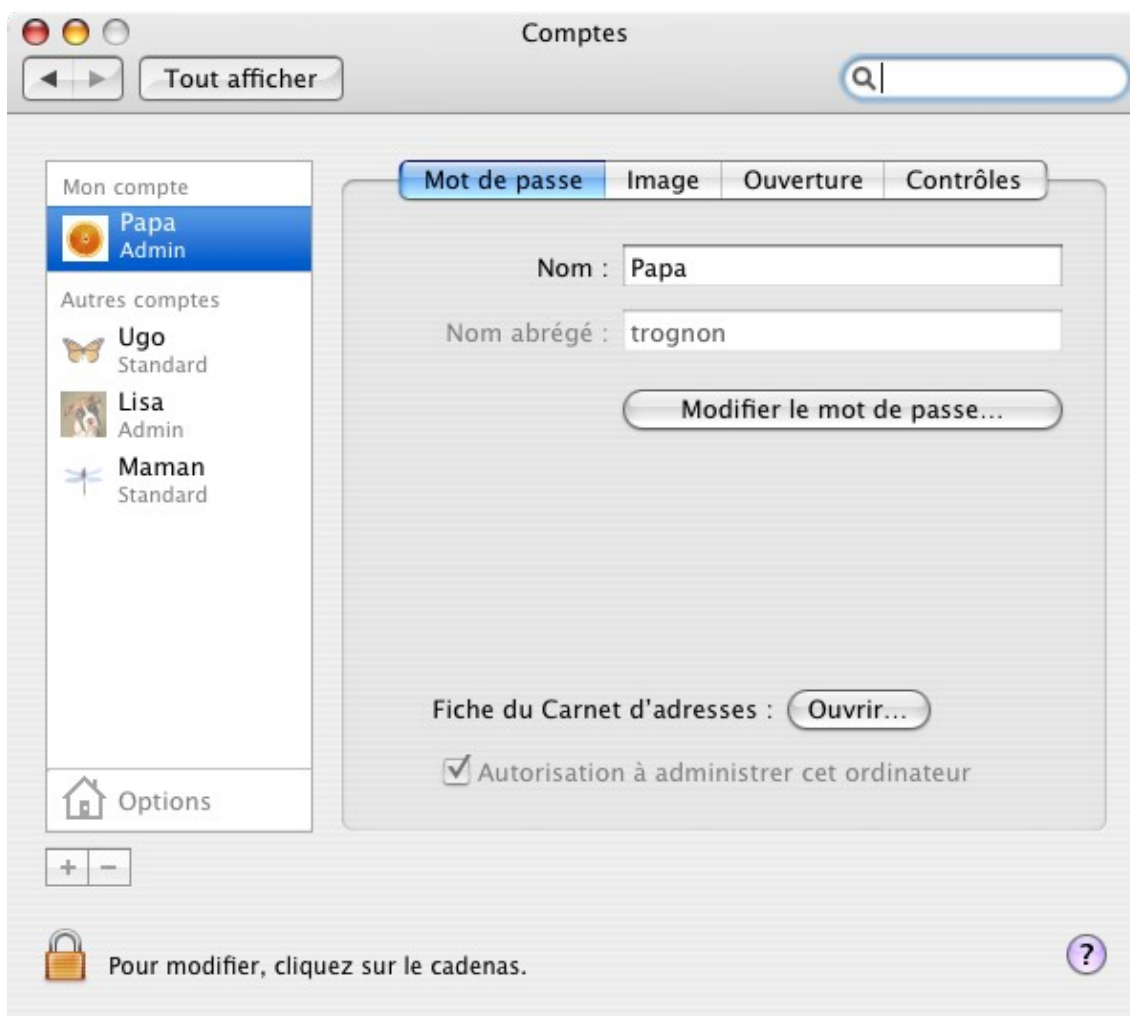 Comptes
Tout afficher
Mon compte
Papa
Admin
Autres comptes
Ugo
Standard
Lisa
Admin
Maman
Standard
Options
+ −
Mot de passe Image Ouverture Contrôles
Nom : Papa
Nom abrégé : trognon
Modifier le mot de passe...
Fiche du Carnet d'adresses : Ouvrir...
Autorisation à administrer cet ordinateur
Pour modifier, cliquez sur le cadenas.
?